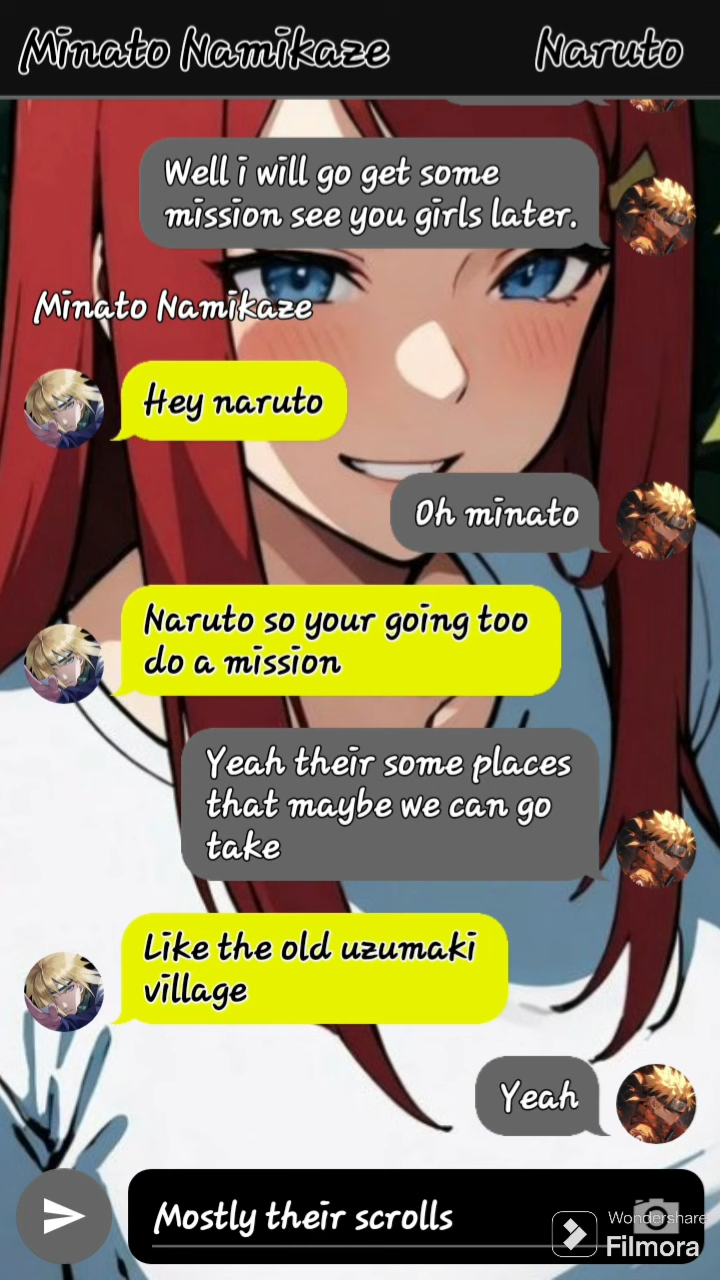 Minato Namikaze Naruto
Well i will go get some
mission see you girls later.
Minato Namikaze
Hey naruto
Oh minato
Naruto so your going too
do a mission
Yeah their some places
that maybe we can go
take
Like the old uzumaki
village
Yeah
Mostly their scrolls
Wondershare
Filmora